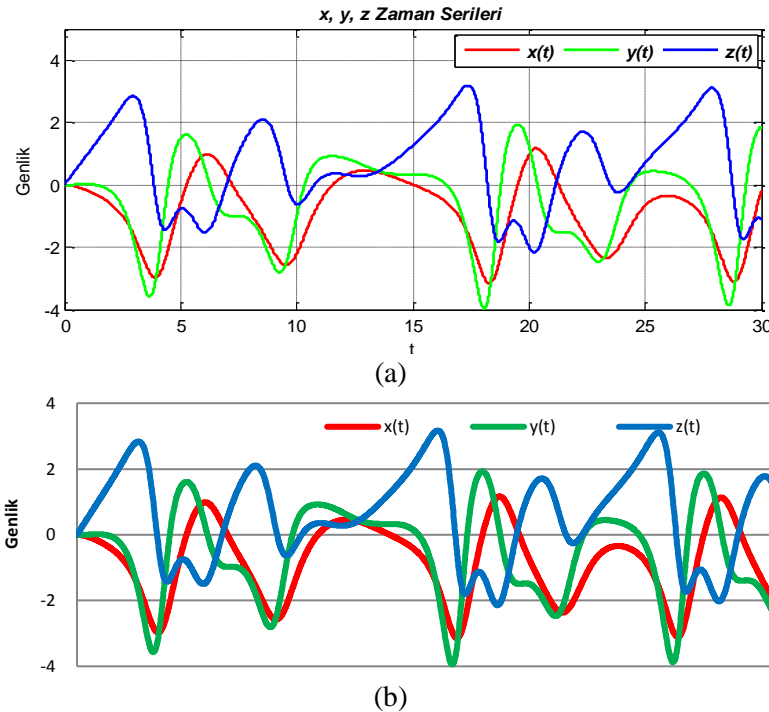 x, y, z Zaman Serileri
x(t) y(t) z(t)
4
2
0
-2
-4
Genlik
0 5 10 15 20 25 30
t
(a)
4
2
0
-2
-4
Genlik
x(t) y(t) z(t)
(b)